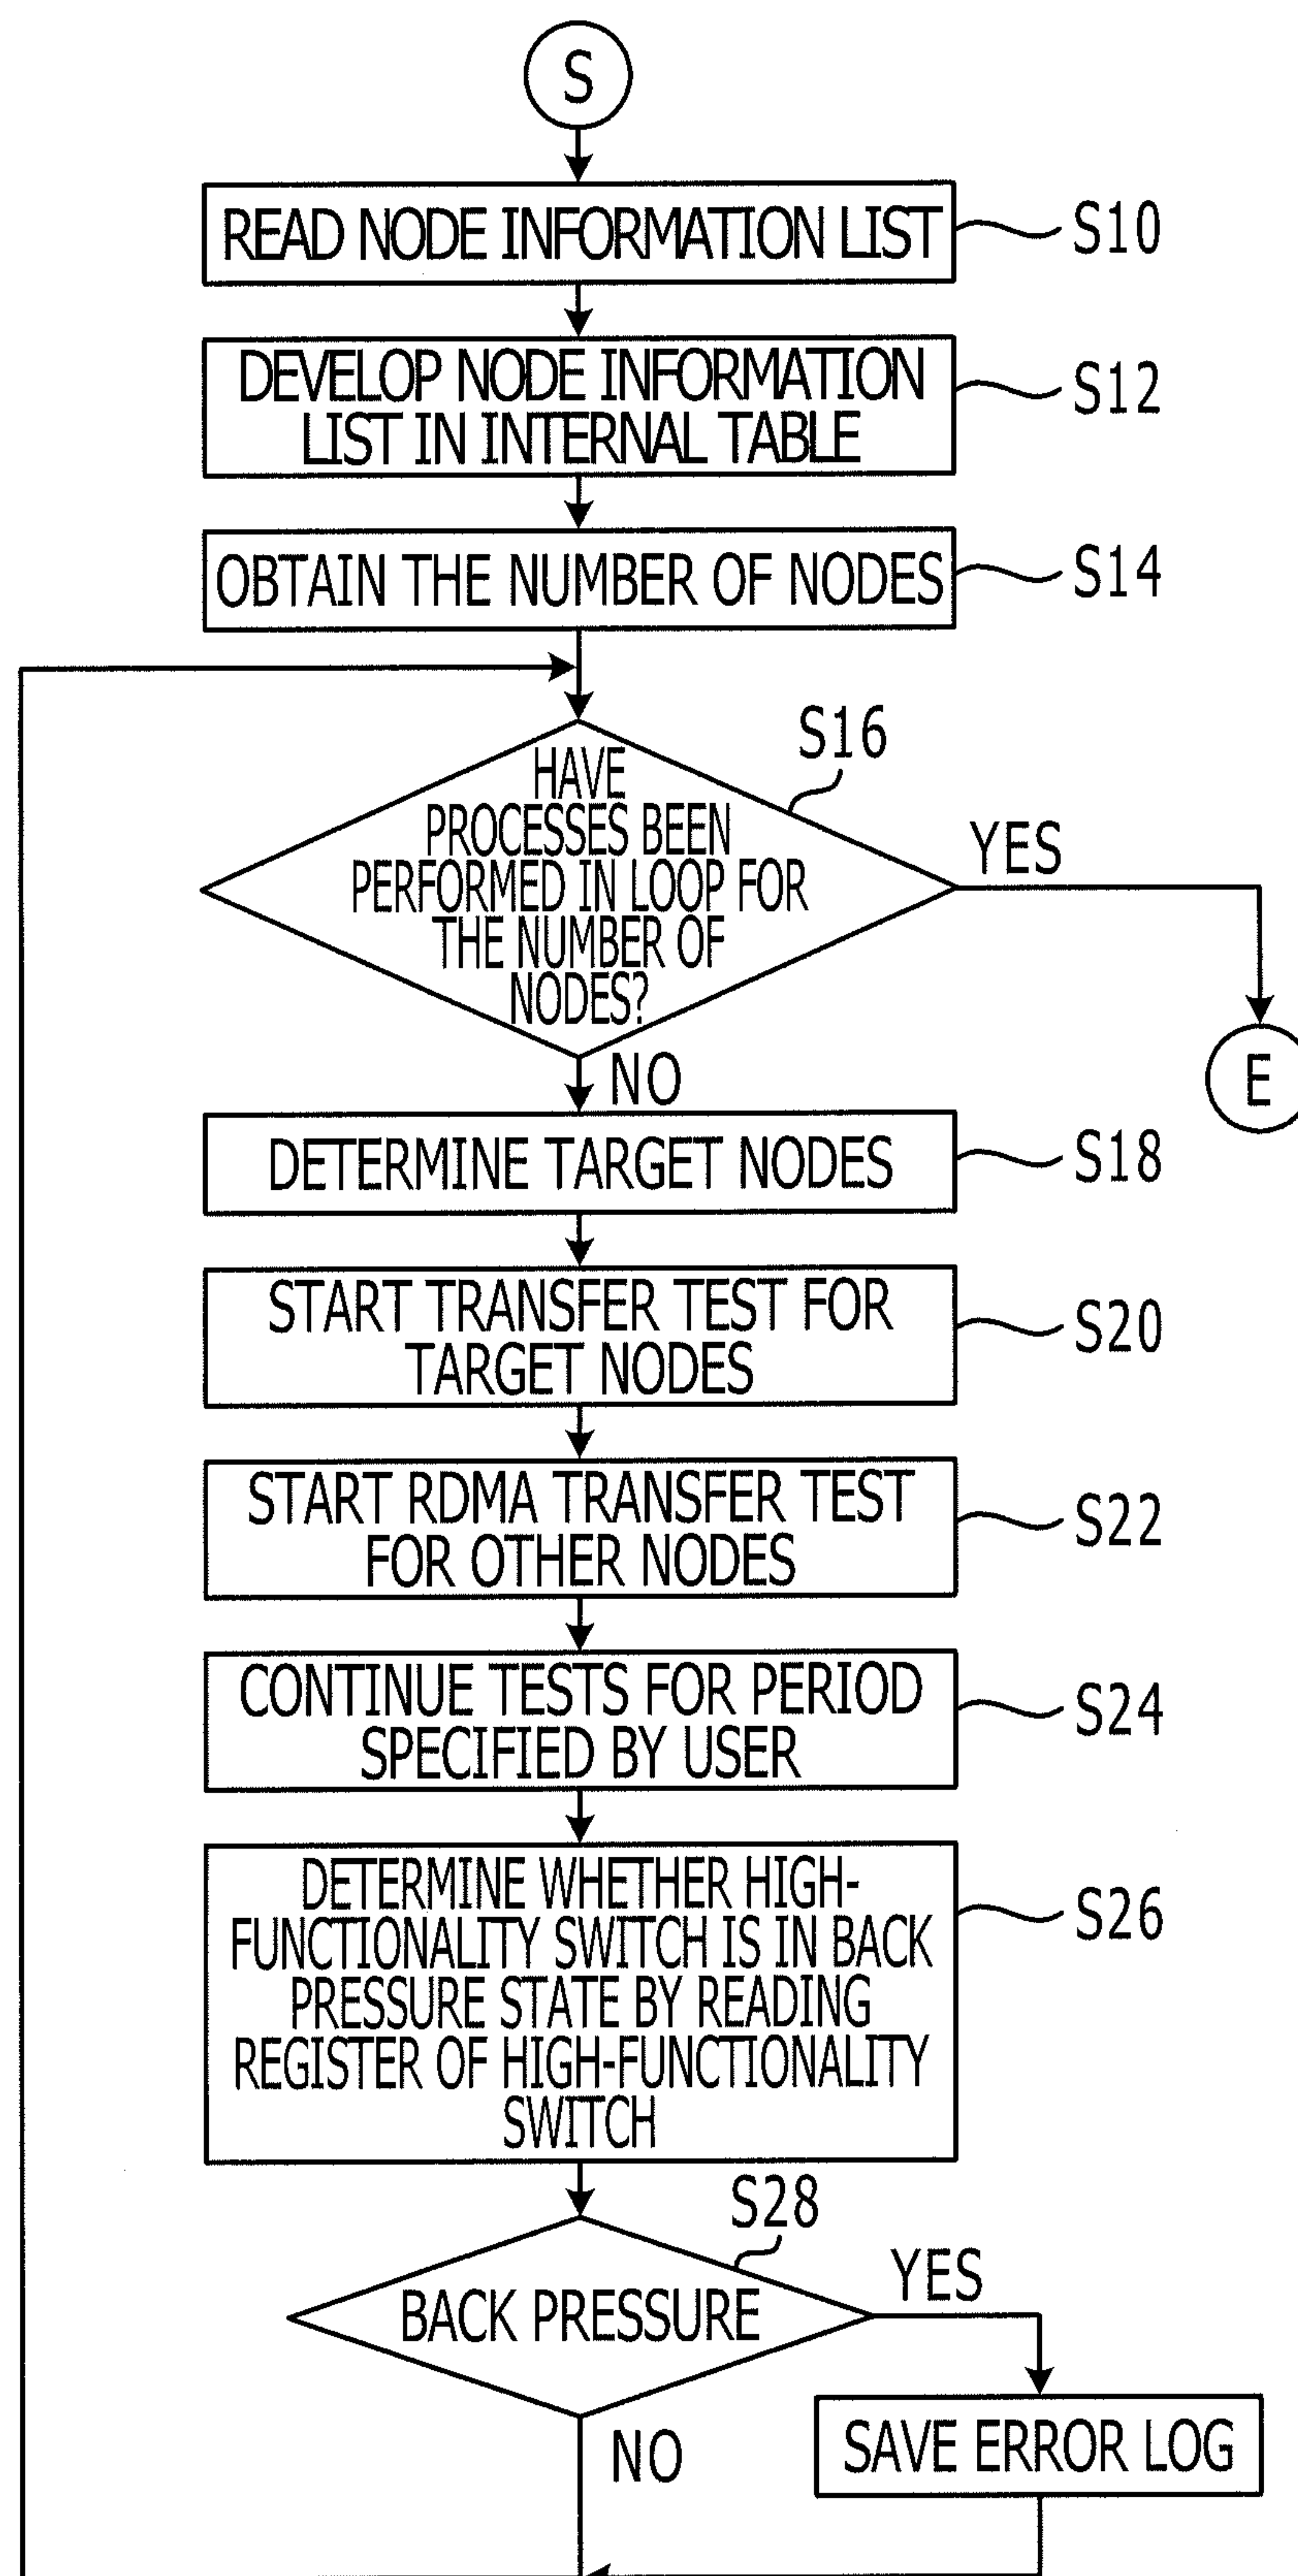 S
READ NODE INFORMATION LIST
S10
DEVELOP NODE INFORMATION
LIST IN INTERNAL TABLE
S12
OBTAIN THE NUMBER OF NODES
S14
S16
HAVE
PROCESSES BEEN
PERFORMED IN LOOP FOR
THE NUMBER OF
NODES?
YES
E
NO
DETERMINE TARGET NODES
S18
START TRANSFER TEST FOR
TARGET NODES
S20
START RDMA TRANSFER TEST
FOR OTHER NODES
S22
CONTINUE TESTS FOR PERIOD
SPECIFIED BY USER
S24
DETERMINE WHETHER HIGH-
FUNCTIONALITY SWITCH IS IN BACK
PRESSURE STATE BY READING
REGISTER OF HIGH-FUNCTIONALITY
SWITCH
S26
S28
BACK PRESSURE
YES
NO
SAVE ERROR LOG